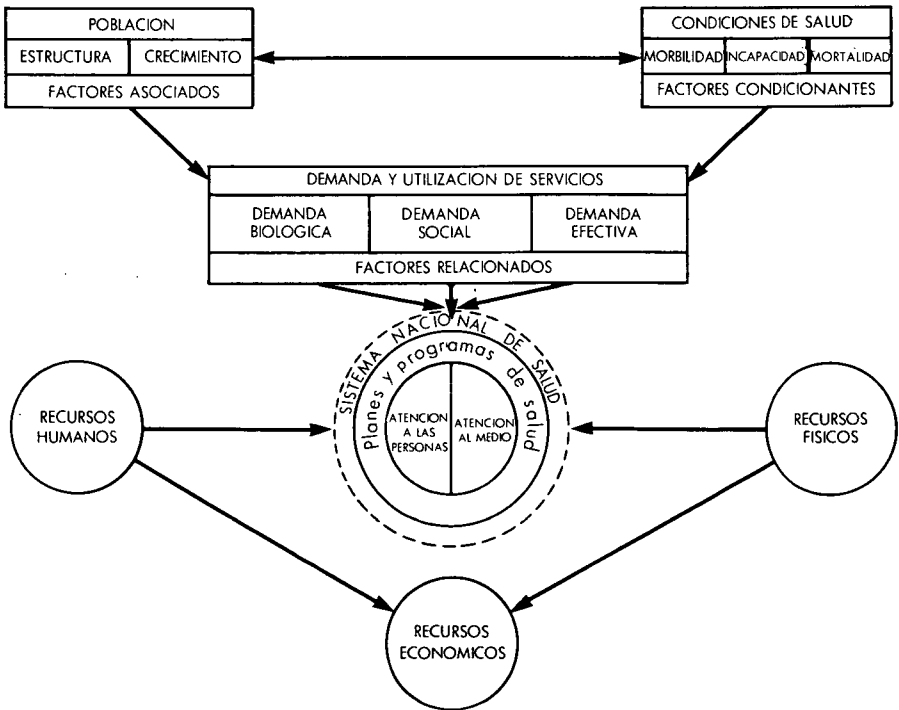 POBLACION
ESTRUCTURA
CRECIMIENTO
FACTORES ASOCIADOS
CONDICIONES DE SALUD
MORBILIDAD
INCAPACIDAD
MORTALIDAD
FACTORES CONDICIONANTES
DEMANDA Y UTILIZACION DE SERVICIOS
DEMANDA
BIOLOGICA
DEMANDA
SOCIAL
DEMANDA
EFECTIVA
FACTORES RELACIONADOS
SISTEMA NACIONAL DE SALUD
Planes y programas de salud
ATENCION
A LAS
PERSONAS
ATENCION
AL MEDIO
RECURSOS
HUMANOS
RECURSOS
FISICOS
RECURSOS
ECONOMICOS